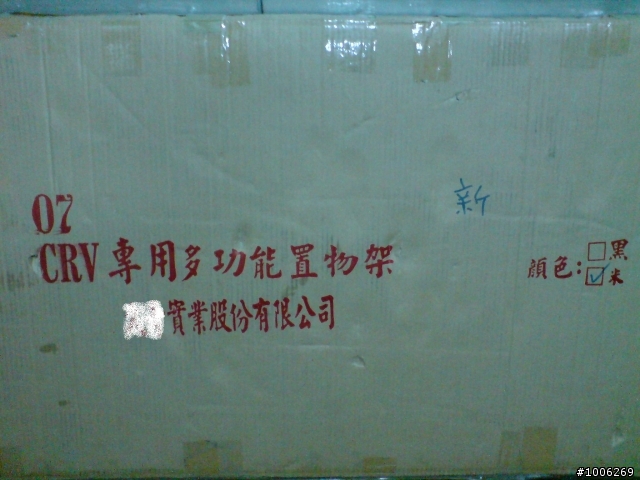 新
07
CRV專用多功能置物架
顏色:□黑
☑米
實業股份有限公司
#1006269